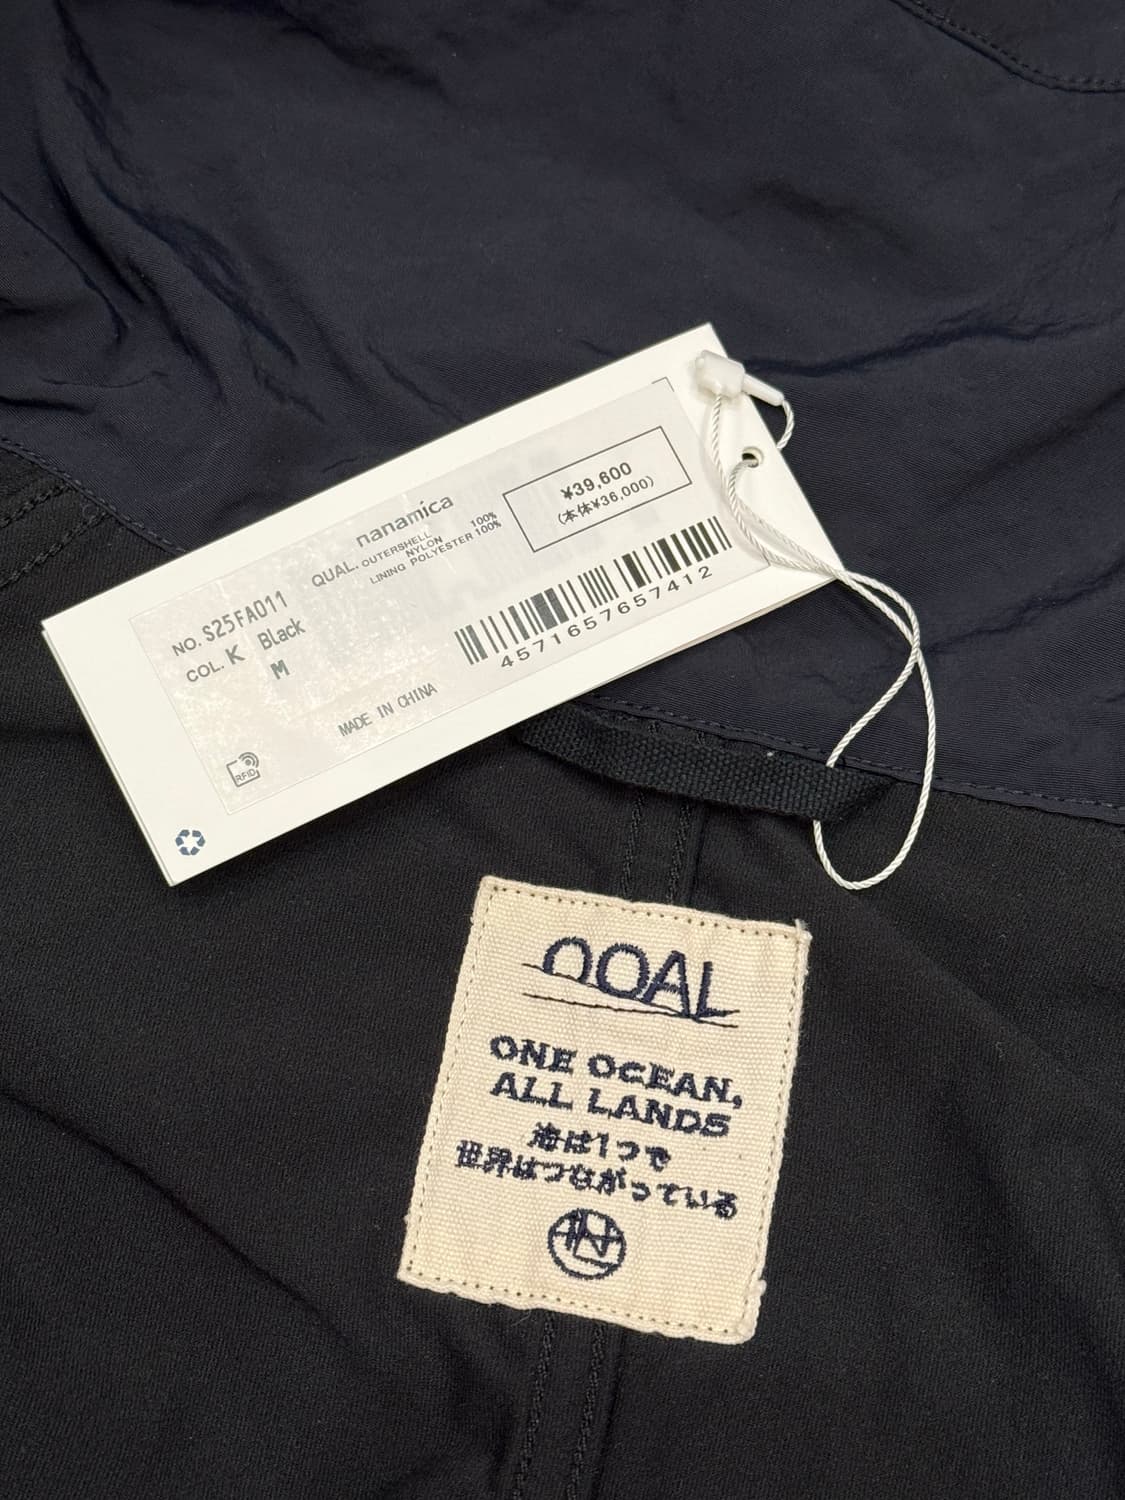 nanamica
¥39,600
(本体¥36,000)
QUAL. OUTERSHELL
NYLON 100%
LINING POLYESTER 100%
NO. S25FA011
COL. K Black
M
4571657657412
MADE IN CHINA
RFID
OOAL
ONE OCEAN,
ALL LANDS
海は1つで
世界はつながっている